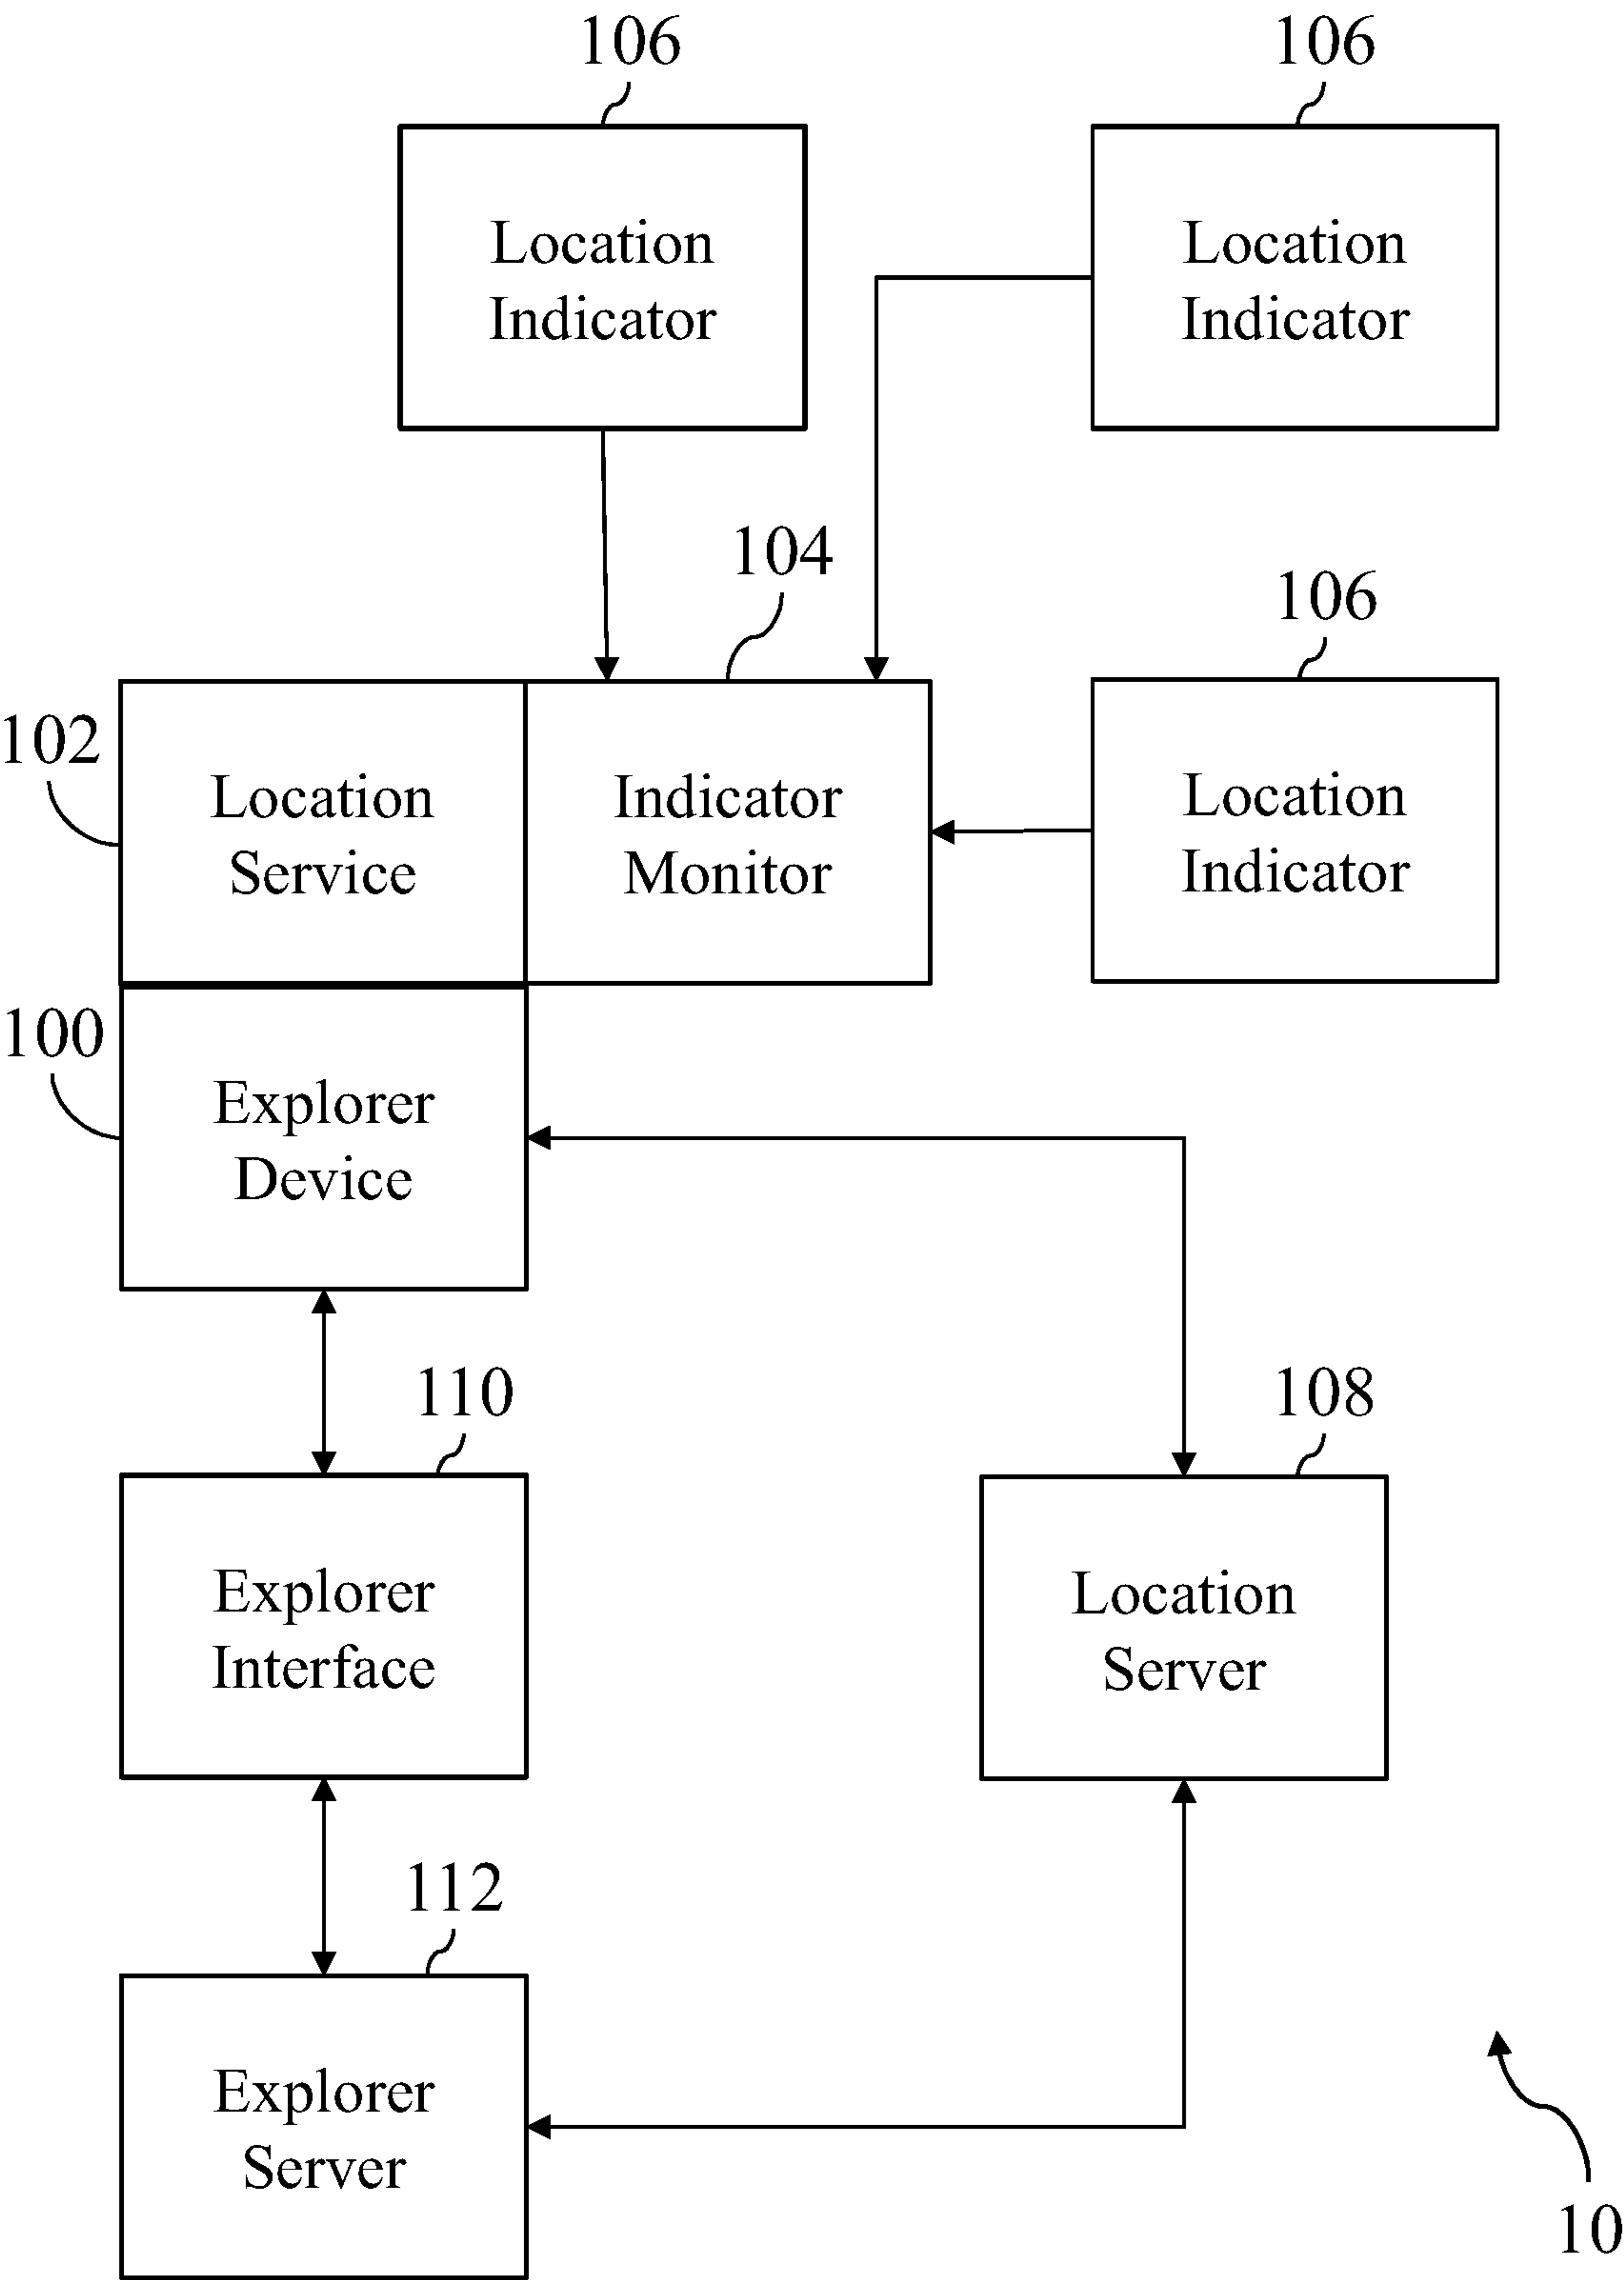 106
106
Location
Indicator
Location
Indicator
104
106
102
Location
Service
Indicator
Monitor
Location
Indicator
100
Explorer
Device
110
108
Explorer
Interface
Location
Server
112
Explorer
Server
10